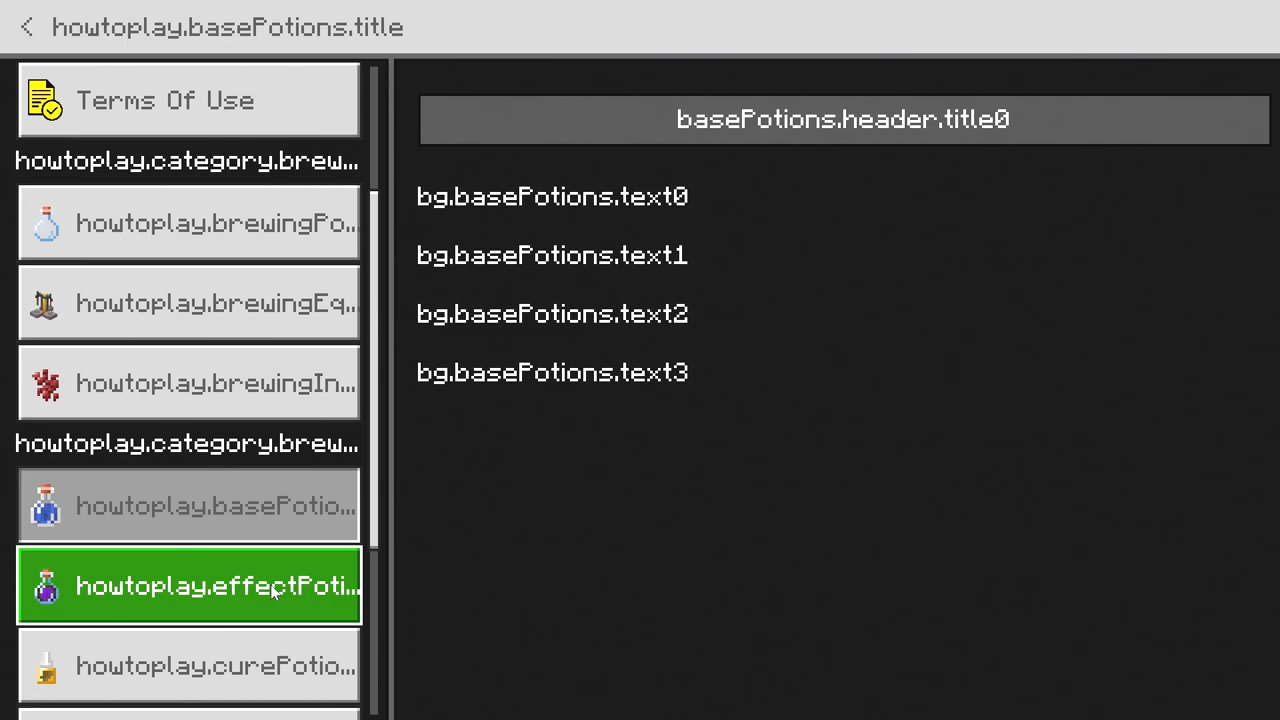 howtoplay.basePotions.title
Terms Of Use
howtoplay.category.brew...
howtoplay.brewingPo...
howtoplay.brewingEq...
howtoplay.brewingIn...
howtoplay.category.brew...
howtoplay.basePotio...
howtoplay.effectPoti...
howtoplay.curePotio...
basePotions.header.title0
bg.basePotions.text0
bg.basePotions.text1
bg.basePotions.text2
bg.basePotions.text3